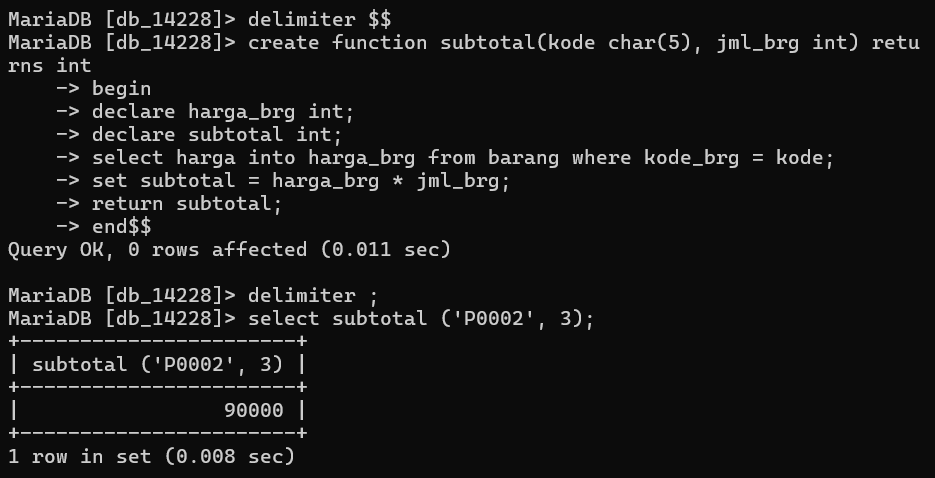 MariaDB [db_14228]> delimiter $$
MariaDB [db_14228]> create function subtotal(kode char(5), jml_brg int) retu
rns int
    -> begin
    -> declare harga_brg int;
    -> declare subtotal int;
    -> select harga into harga_brg from barang where kode_brg = kode;
    -> set subtotal = harga_brg * jml_brg;
    -> return subtotal;
    -> end$$
Query OK, 0 rows affected (0.011 sec)

MariaDB [db_14228]> delimiter ;
MariaDB [db_14228]> select subtotal ('P0002', 3);
+-----------------------+
| subtotal ('P0002', 3) |
+-----------------------+
|                 90000 |
+-----------------------+
1 row in set (0.008 sec)